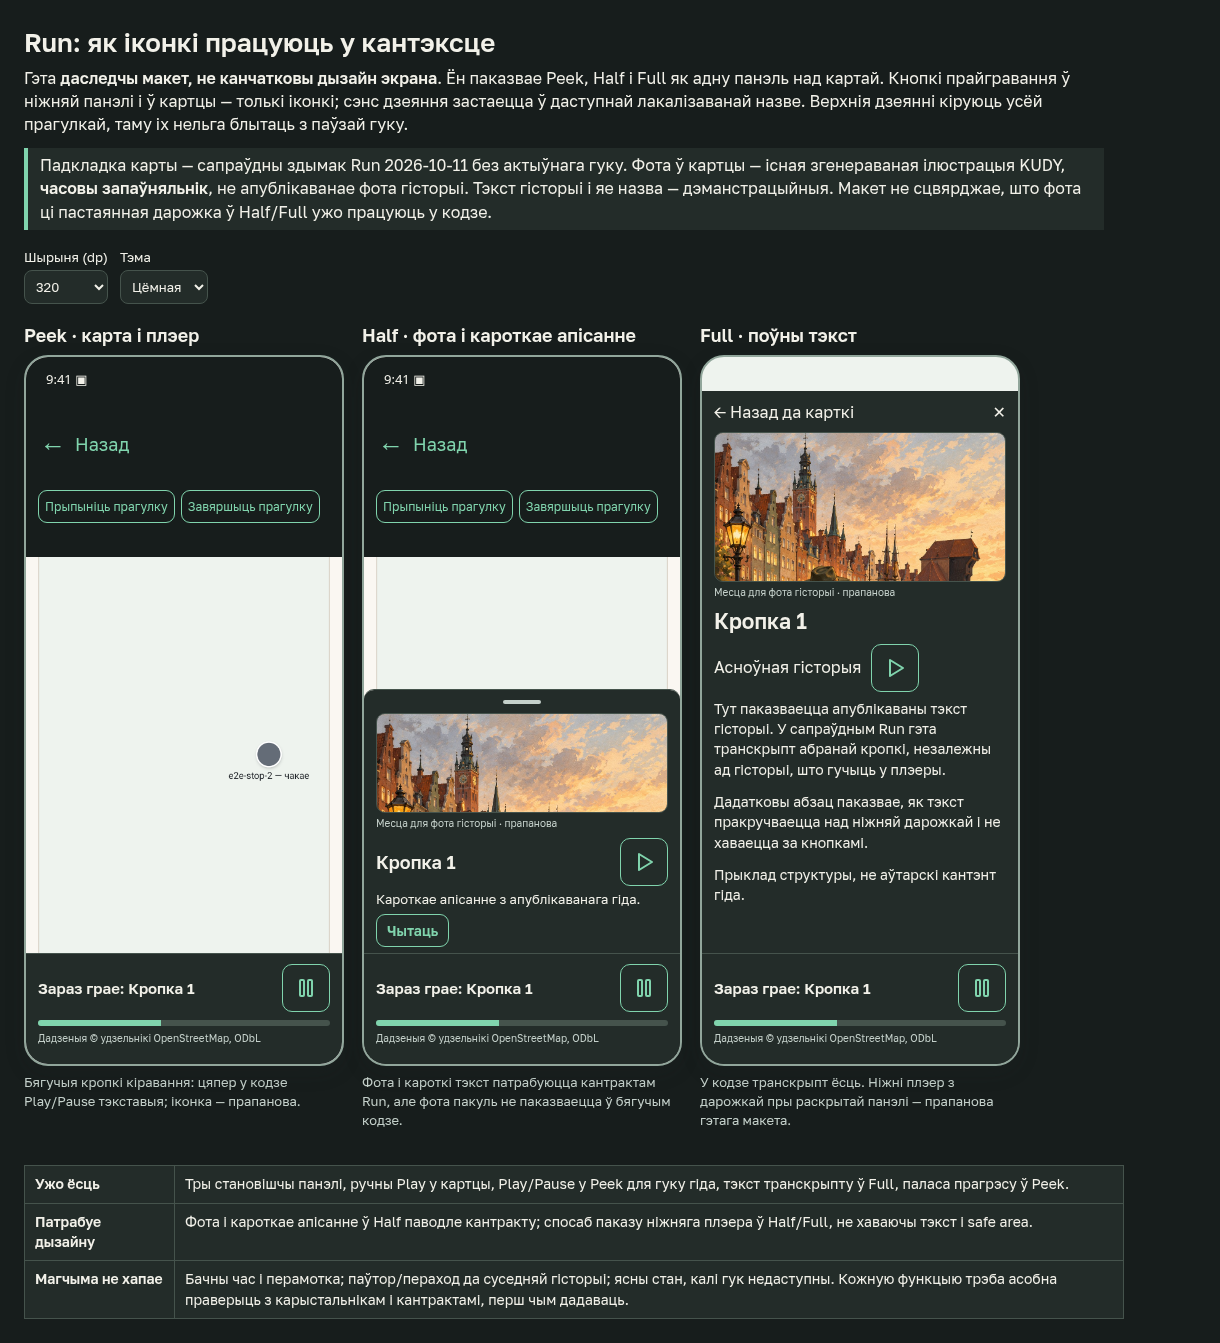 Run: як іконкі працуюць у кантэксце
Гэта даследчы макет, не канчатковы дызайн экрана. Ён паказвае Peek, Half і Full як адну панэль над картай. Кнопкі прайгравання ў
ніжняй панэлі і ў картцы — толькі іконкі; сэнс дзеяння застаецца ў даступнай лакалізаванай назве. Верхнія дзеянні кіруюць усёй
прагулкай, таму іх нельга блытаць з паўзай гуку.
Падкладка карты — сапраўдны здымак Run 2026-10-11 без актыўнага гуку. Фота ў картцы — існая згенераваная ілюстрацыя KUDY,
часовы запаўняльнік, не апублікаванае фота гісторыі. Тэкст гісторыі і яе назва — дэманстрацыйныя. Макет не сцвярджае, што фота
ці пастаянная дарожка ў Half/Full ужо працуюць у кодзе.
Шырыня (dp) Тэма
320 Цёмная
Peek · карта і плэер
9:41 ▣
← Назад
Прыпыніць прагулку Завяршыць прагулку
e2e-stop-2 — чакае
Зараз грае: Кропка 1
Дадзеныя © удзельнікі OpenStreetMap, ODbL
Бягучыя кропкі кіравання: цяпер у кодзе
Play/Pause тэкставыя; іконка — прапанова.
Half · фота і кароткае апісанне
9:41 ▣
← Назад
Прыпыніць прагулку Завяршыць прагулку
Месца для фота гісторыі · прапанова
Кропка 1
Кароткае апісанне з апублікаванага гіда.
Чытаць
Зараз грае: Кропка 1
Дадзеныя © удзельнікі OpenStreetMap, ODbL
Фота і кароткі тэкст патрабуюцца кантрактам
Run, але фота пакуль не паказваецца ў бягучым
кодзе.
Full · поўны тэкст
← Назад да карткі ✕
Месца для фота гісторыі · прапанова
Кропка 1
Асноўная гісторыя
Тут паказваецца апублікаваны тэкст
гісторыі. У сапраўдным Run гэта
транскрыпт абранай кропкі, незалежны
ад гісторыі, што гучыць у плэеры.
Дадатковы абзац паказвае, як тэкст
пракручваецца над ніжняй дарожкай і не
хаваецца за кнопкамі.
Прыклад структуры, не аўтарскі кантэнт
гіда.
Зараз грае: Кропка 1
Дадзеныя © удзельнікі OpenStreetMap, ODbL
У кодзе транскрыпт ёсць. Ніжні плэер з
дарожкай пры раскрытай панэлі — прапанова
гэтага макета.
Ужо ёсць
Тры становішчы панэлі, ручны Play у картцы, Play/Pause у Peek для гуку гіда, тэкст транскрыпту ў Full, паласа прагрэсу ў Peek.
Патрабуе
дызайну
Фота і кароткае апісанне ў Half паводле кантракту; спосаб паказу ніжняга плэера ў Half/Full, не хаваючы тэкст і safe area.
Магчыма не хапае
Бачны час і перамотка; паўтор/пераход да суседняй гісторыі; ясны стан, калі гук недаступны. Кожную функцыю трэба асобна
праверыць з карыстальнікам і кантрактамі, перш чым дадаваць.